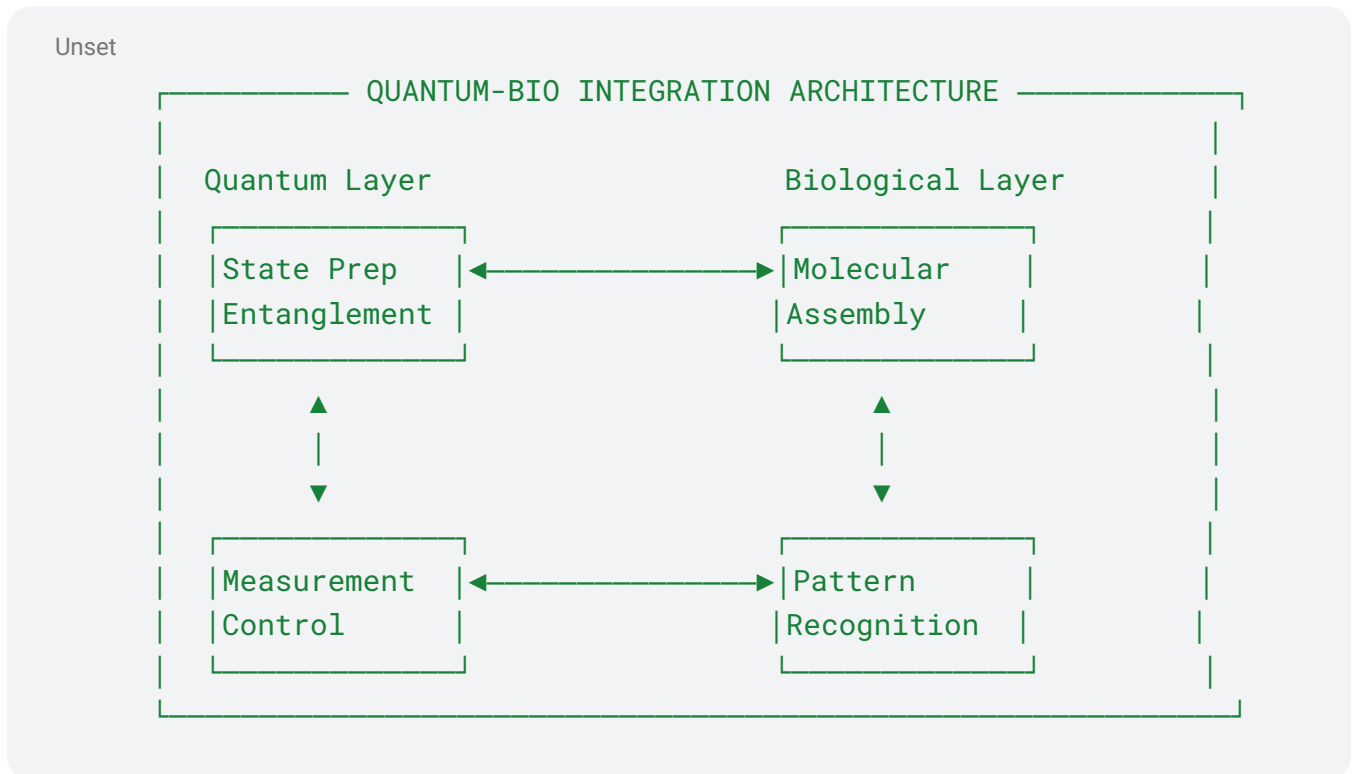 Unset
QUANTUM-BIO INTEGRATION ARCHITECTURE
Quantum Layer Biological Layer
State Prep Molecular
Entanglement Assembly
Measurement Pattern
Control Recognition